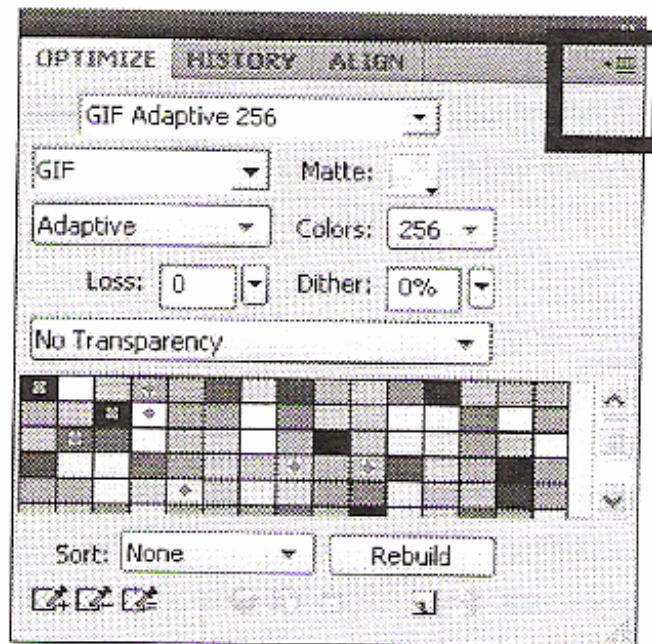 OPTIMIZE HISTORY ALIGN
GIF Adaptive 256
GIF Matte:
Adaptive Colors: 256
Loss: 0 Dither: 0%
No Transparency
Sort: None Rebuild